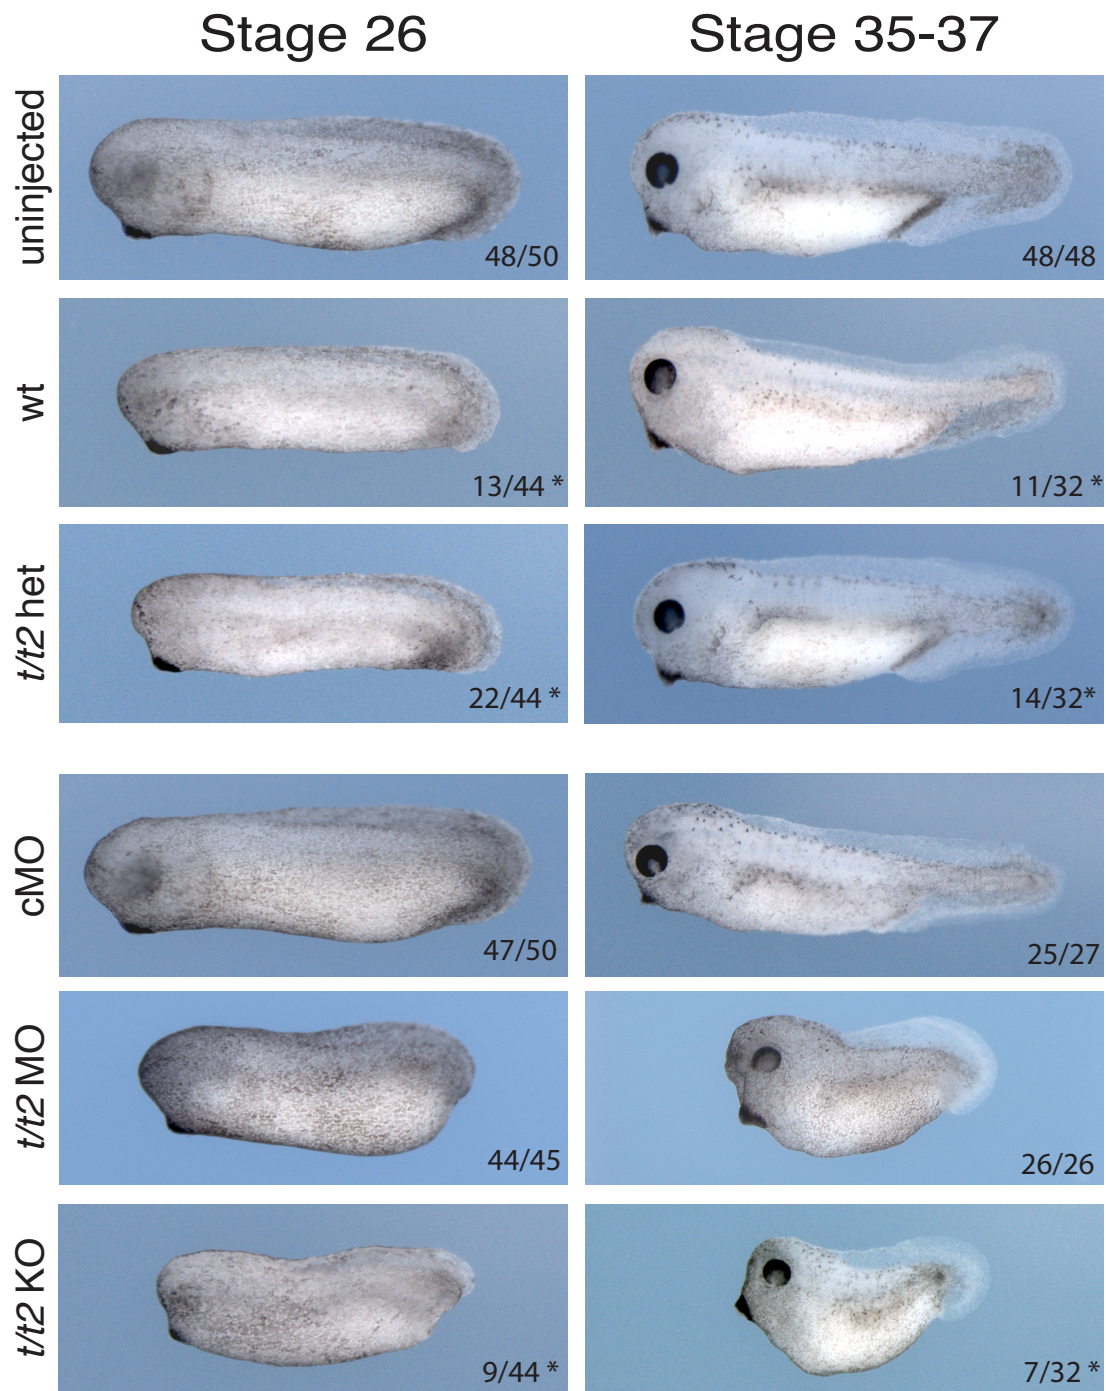 Stage 26
Stage 35-37
uninjected
48/50
48/48
wt
13/44 *
11/32 *
t/t2 het
22/44 *
14/32*
cMO
47/50
25/27
t/t2 MO
44/45
26/26
t/t2 KO
9/44 *
7/32 *